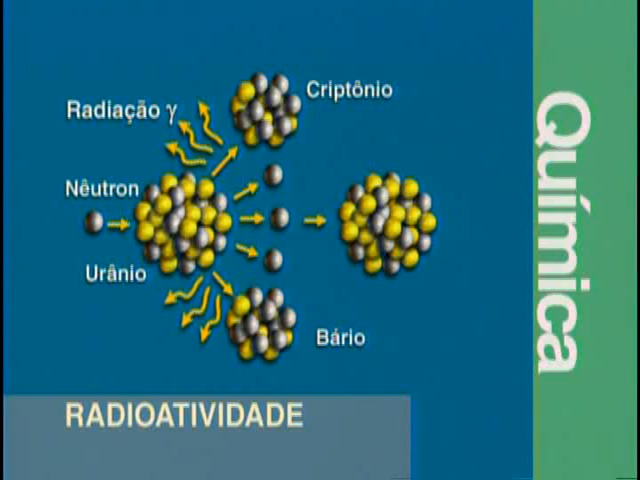 Criptônio
Radiação γ
Nêutron
Urânio
Bário
RADIOATIVIDADE
Química